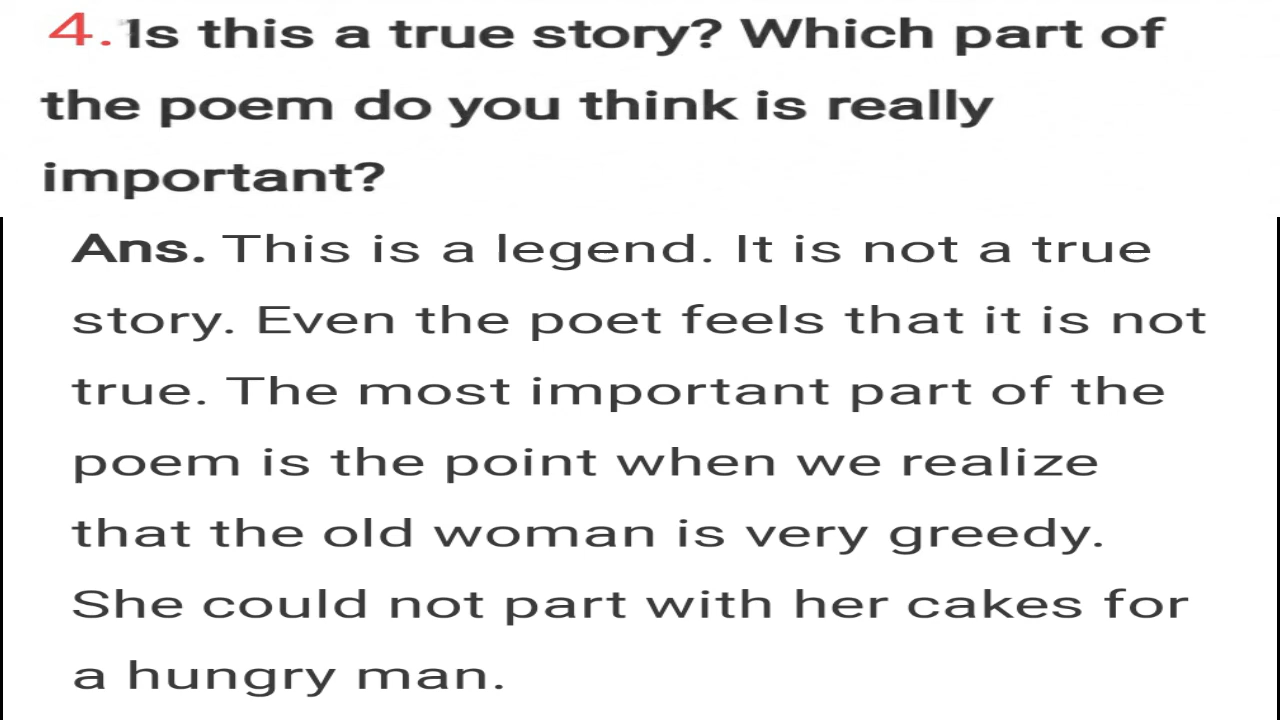 4. Is this a true story? Which part of
the poem do you think is really
important?
Ans. This is a legend. It is not a true
story. Even the poet feels that it is not
true. The most important part of the
poem is the point when we realize
that the old woman is very greedy.
She could not part with her cakes for
a hungry man.